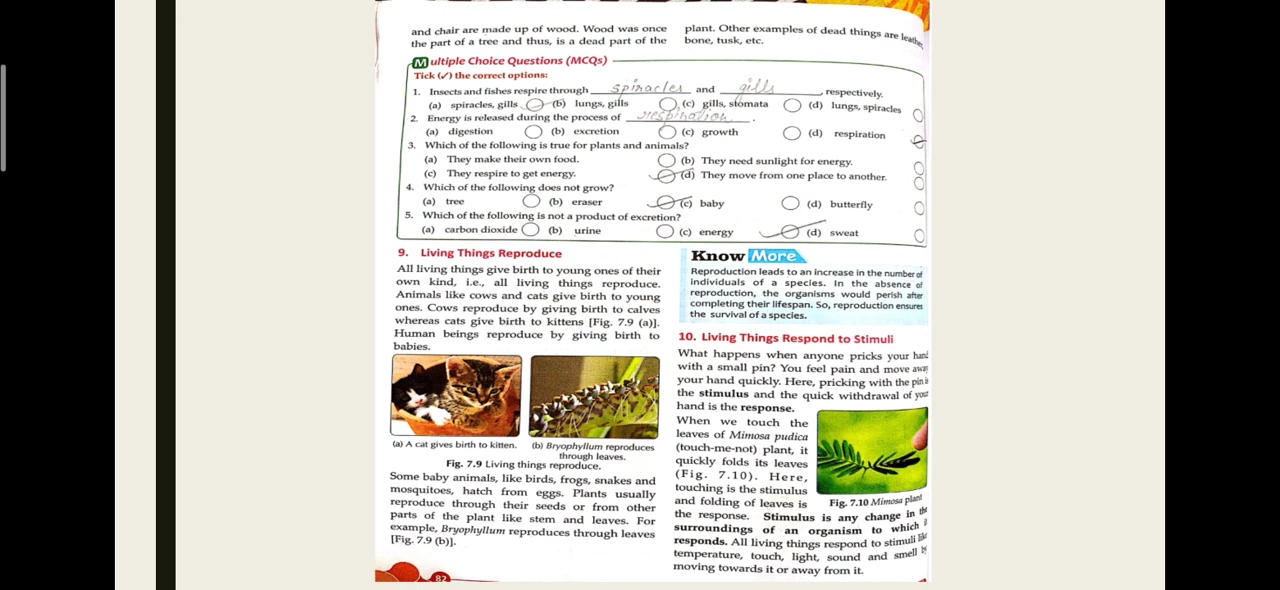 and chair are made up of wood. Wood was once
the part of a tree and thus, is a dead part of the
plant. Other examples of dead things are leather,
bone, tusk, etc.
Multiple Choice Questions (MCQs)
Tick (✓) the correct options:
1. Insects and fishes respire through spiracles and gills, respectively.
(a) spiracles, gills (b) lungs, gills (c) gills, stomata (d) lungs, spiracles
2. Energy is released during the process of respiration.
(a) digestion (b) excretion (c) growth (d) respiration
3. Which of the following is true for plants and animals?
(a) They make their own food. (b) They need sunlight for energy.
(c) They respire to get energy. (d) They move from one place to another.
4. Which of the following does not grow?
(a) tree (b) eraser (c) baby (d) butterfly
5. Which of the following is not a product of excretion?
(a) carbon dioxide (b) urine (c) energy (d) sweat
9. Living Things Reproduce
All living things give birth to young ones of their
own kind, i.e., all living things reproduce.
Animals like cows and cats give birth to young
ones. Cows reproduce by giving birth to calves
whereas cats give birth to kittens [Fig. 7.9 (a)].
Human beings reproduce by giving birth to
babies.
(a) A cat gives birth to kitten.
(b) Bryophyllum reproduces
through leaves.
Fig. 7.9 Living things reproduce.
Some baby animals, like birds, frogs, snakes and
mosquitoes, hatch from eggs. Plants usually
reproduce through their seeds or from other
parts of the plant like stem and leaves. For
example, Bryophyllum reproduces through leaves
[Fig. 7.9 (b)].
82
Know More
Reproduction leads to an increase in the number of
individuals of a species. In the absence of
reproduction, the organisms would perish after
completing their lifespan. So, reproduction ensures
the survival of a species.
10. Living Things Respond to Stimuli
What happens when anyone pricks your hand
with a small pin? You feel pain and move away
your hand quickly. Here, pricking with the pin is
the stimulus and the quick withdrawal of your
hand is the response.
When we touch the
leaves of Mimosa pudica
(touch-me-not) plant, it
quickly folds its leaves
(Fig. 7.10). Here,
touching is the stimulus
and folding of leaves is
Fig. 7.10 Mimosa plant
the response. Stimulus is any change in the
surroundings of an organism to which it
responds. All living things respond to stimuli like
temperature, touch, light, sound and smell by
moving towards it or away from it.